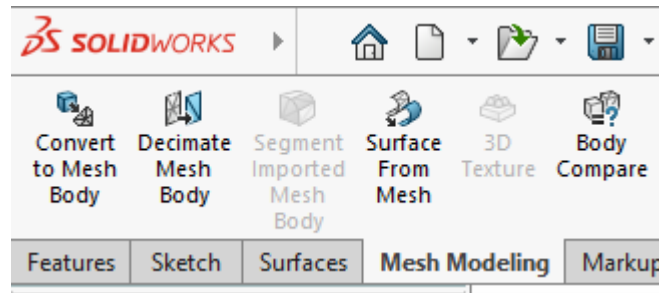 SOLIDWORKS
Convert to Mesh Body
Decimate Mesh Body
Segment Imported Mesh Body
Surface From Mesh
3D Texture
Body Compare
Features Sketch Surfaces Mesh Modeling Markup